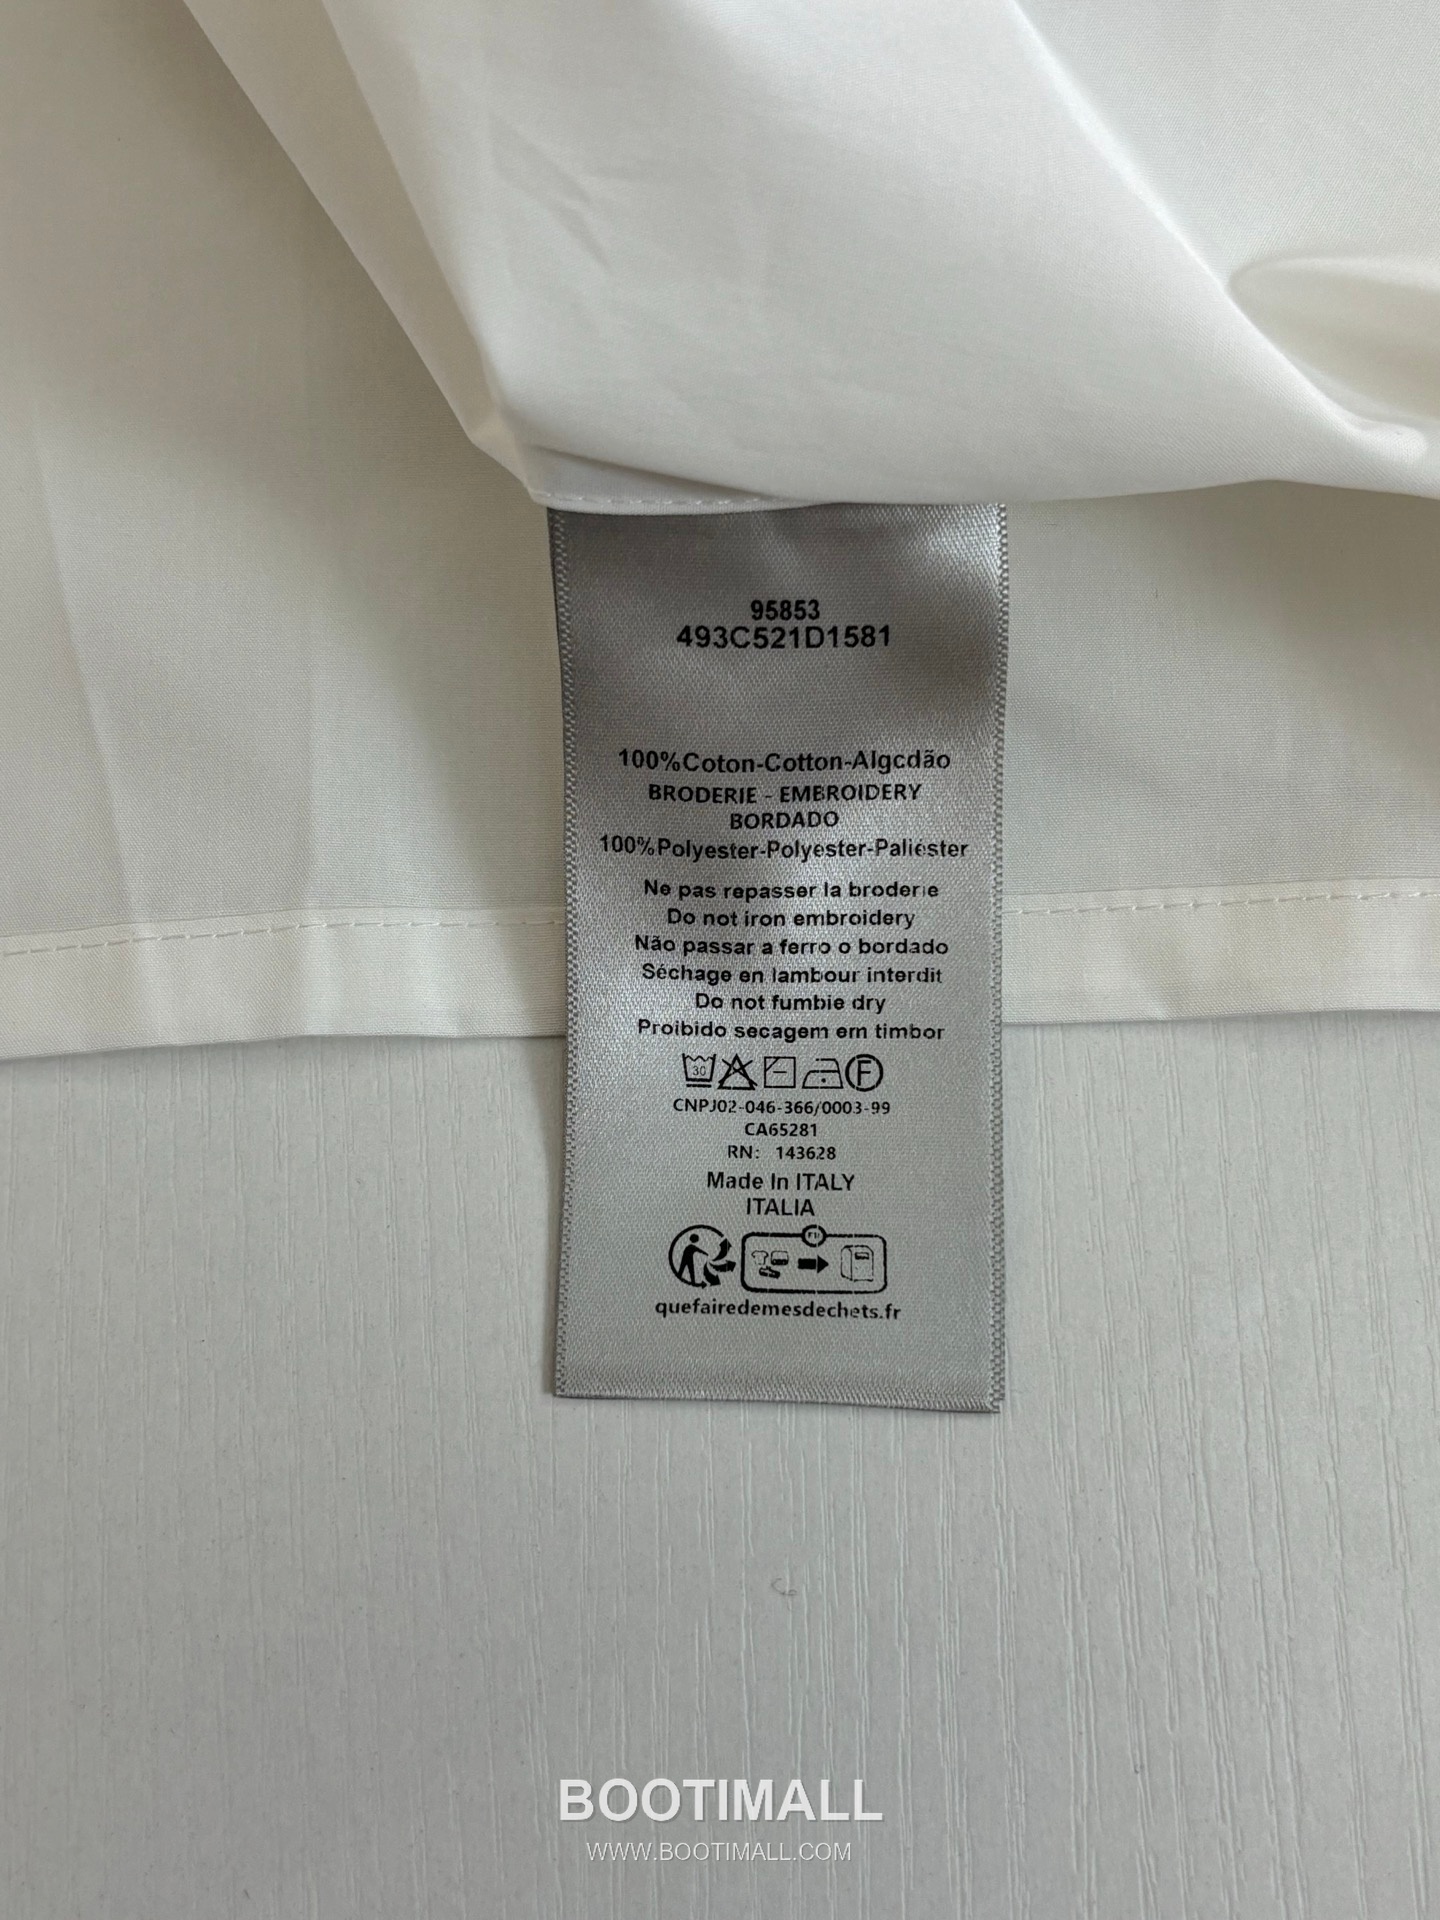 95853
493C521D1581
100%Coton-Cotton-Algcdão
BRODERIE - EMBROIDERY
BORDADO
100%Polyester-Polyester-Paliéster
Ne pas repasser la broderie
Do not iron embroidery
Não passar a ferro o bordado
Séchage en lambour interdit
Do not fumbie dry
Proibido secagem em timbor
30 F
CNPJ02-046-366/0003-99
CA65281
RN: 143628
Made In ITALY
ITALIA
quefairedemesdechets.fr
BOOTIMALL
WWW.BOOTIMALL.COM